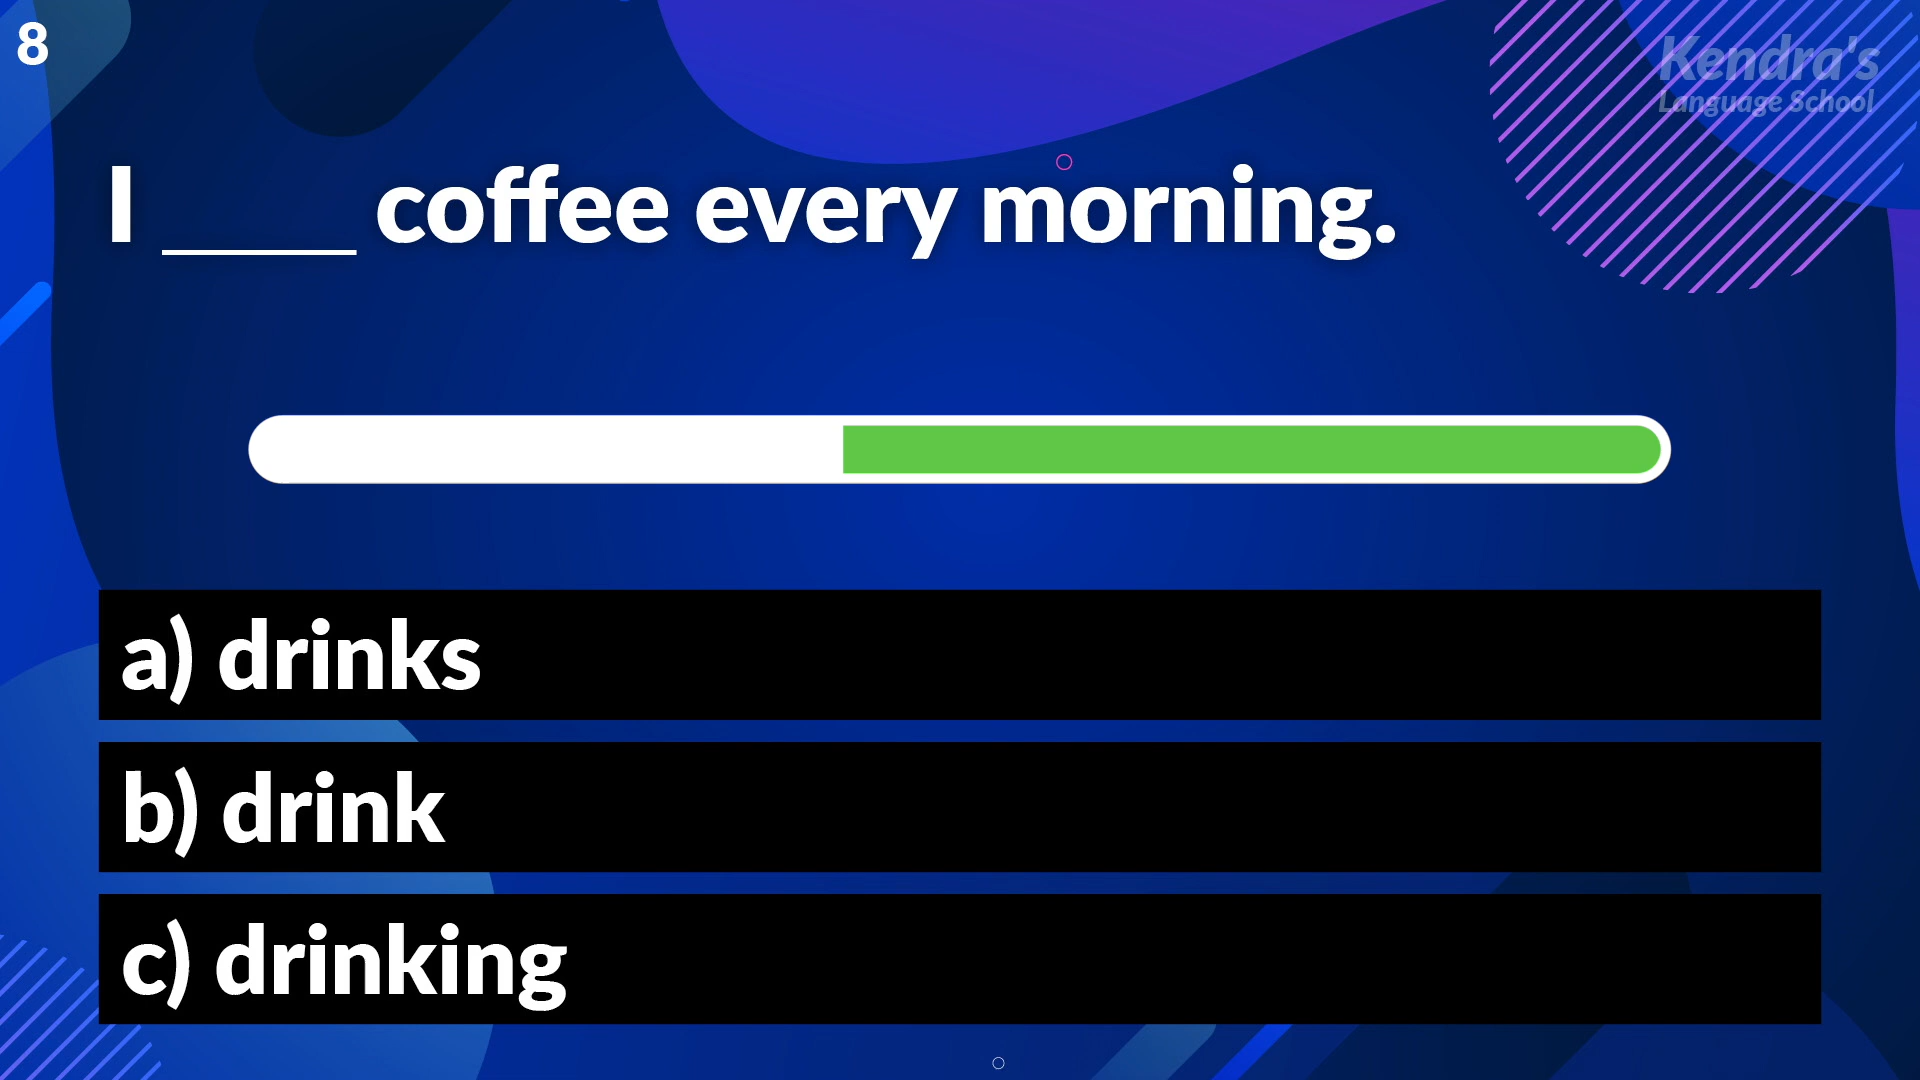 8
Kendra's
Language School
I ____ coffee every morning.
a) drinks
b) drink
c) drinking